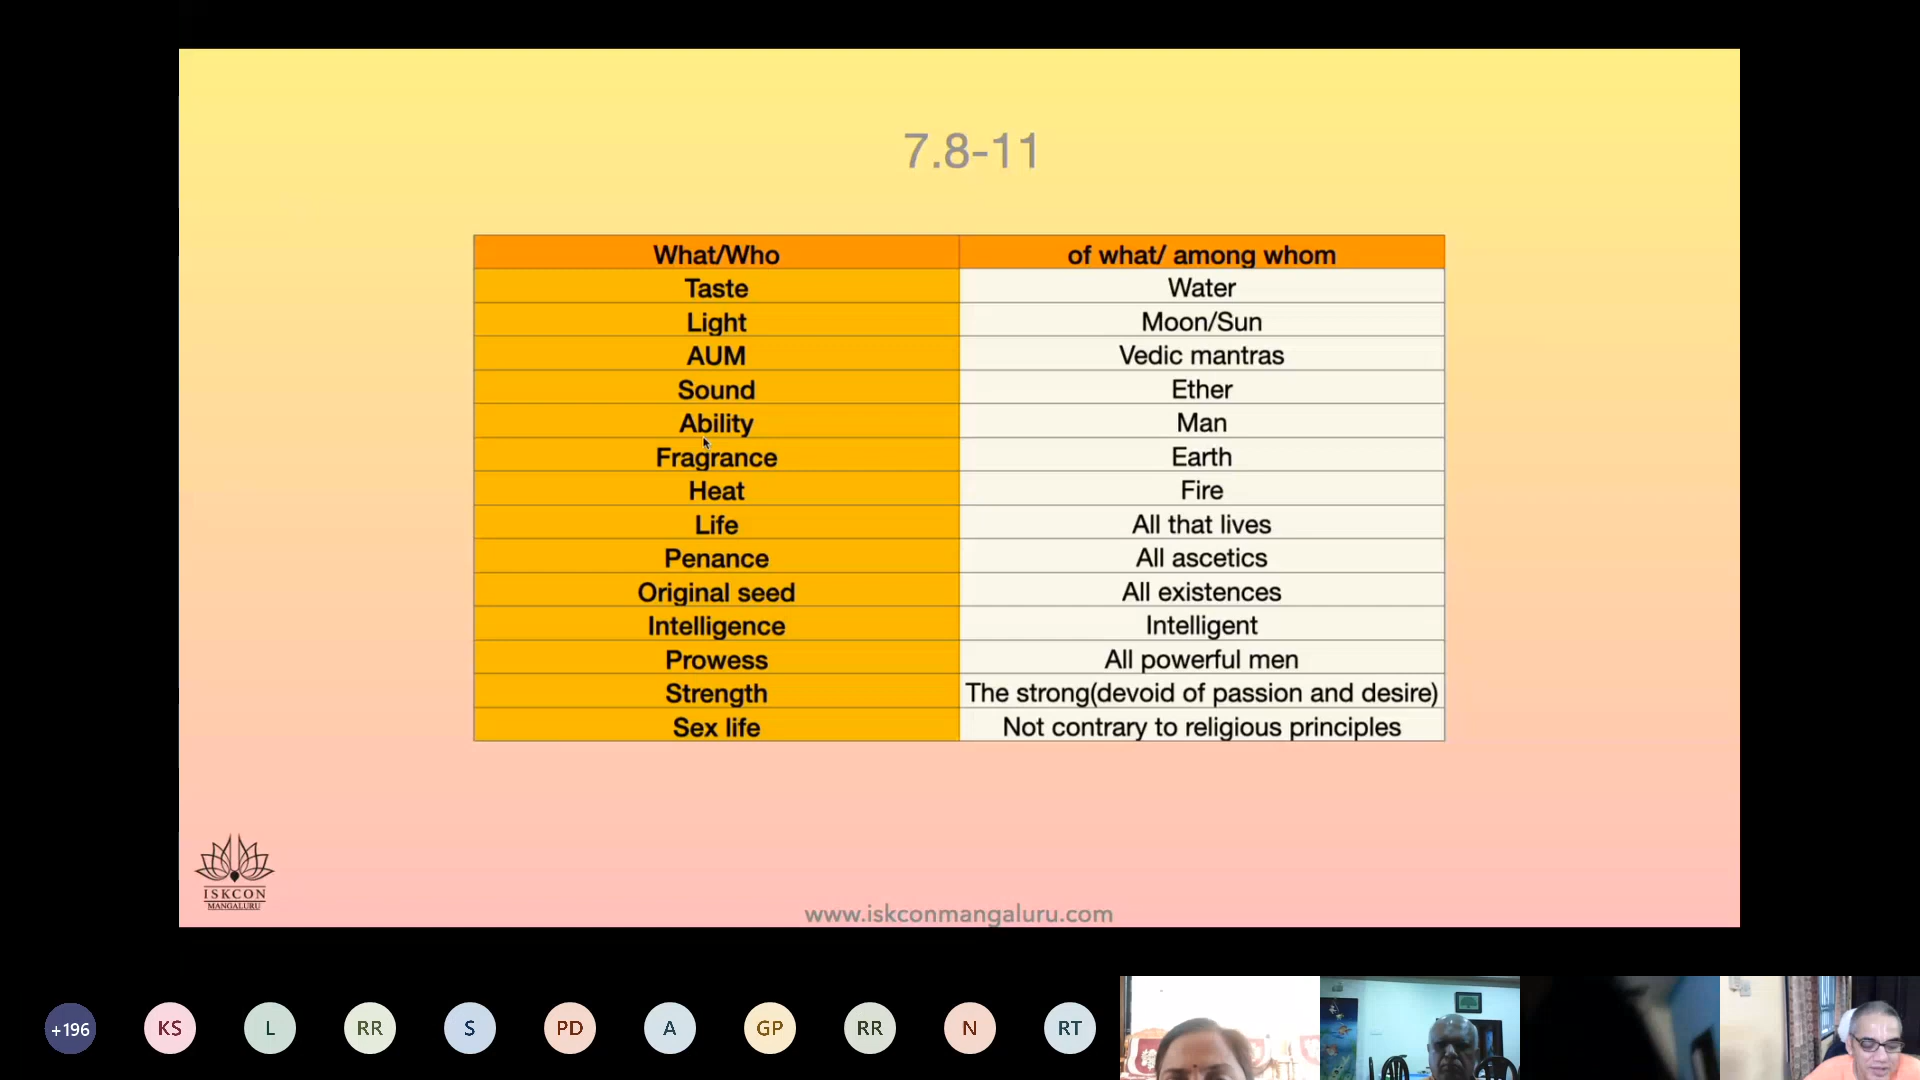 7.8-11
What/Who of what/ among whom
Taste Water
Light Moon/Sun
AUM Vedic mantras
Sound Ether
Ability Man
Fragrance Earth
Heat Fire
Life All that lives
Penance All ascetics
Original seed All existences
Intelligence Intelligent
Prowess All powerful men
Strength The strong(devoid of passion and desire)
Sex life Not contrary to religious principles
ISKCON
MANGALURU
www.iskconmangaluru.com
+196 KS L RR S PD A GP RR N RT